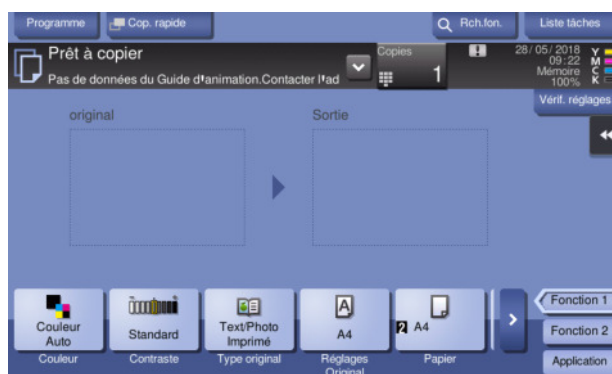 Programme
Cop. rapide
Rch.fon.
Liste tâches
Prêt à copier
Pas de données du Guide d'animation.Contacter l'ad
Copies
1
28/05/2018
09:22
Mémoire
100%
Y
M
C
K
Vérif. réglages
original
Sortie
Couleur
Auto
Standard
Text/Photo
Imprimé
A
A4
2 A4
Couleur
Contraste
Type original
Réglages
Original
Papier
Fonction 1
Fonction 2
Application